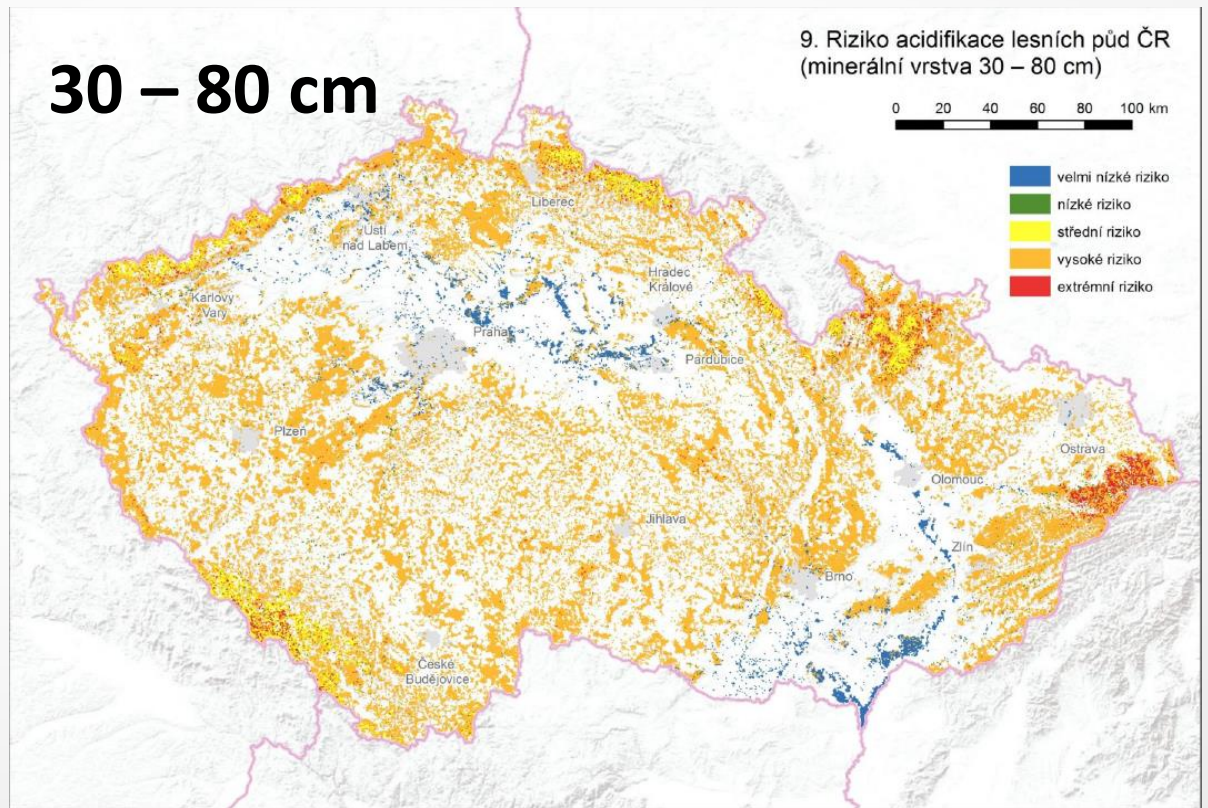 30 – 80 cm
9. Riziko acidifikace lesních půd ČR
(minerální vrstva 30 – 80 cm)
0 20 40 60 80 100 km
velmi nízké riziko
nízké riziko
střední riziko
vysoké riziko
extrémní riziko
Liberec
Ústí
nad Labem
Hradec
Králové
Karlovy
Vary
Praha
Pardubice
Plzeň
Ostrava
Olomouc
Jihlava
Zlín
Brno
České
Budějovice